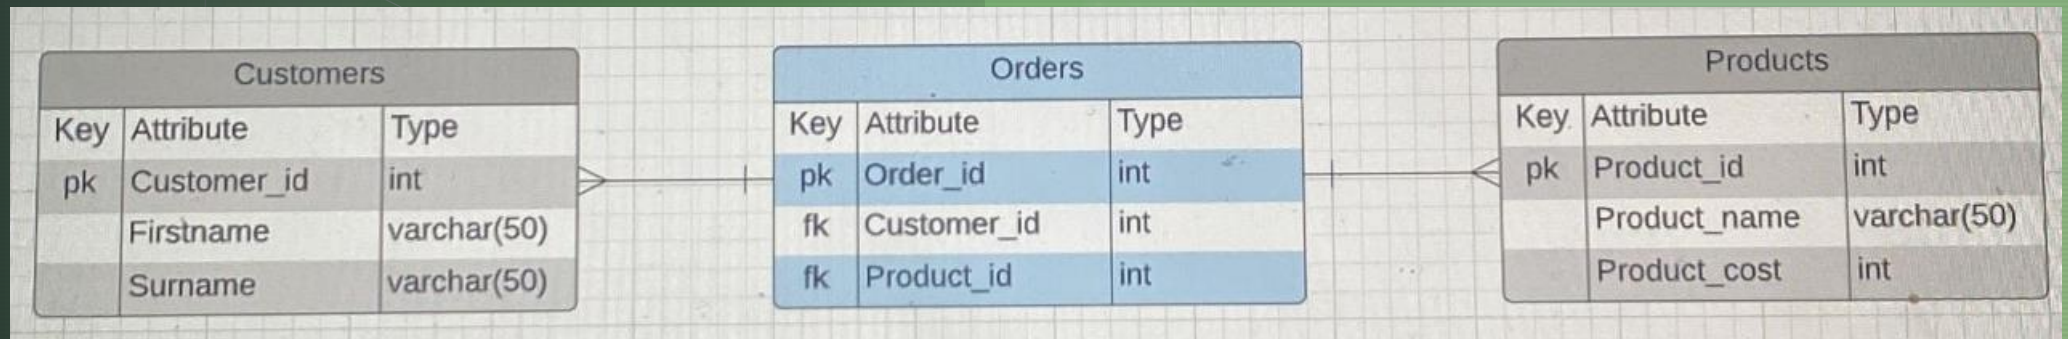 Customers
Key Attribute Type
pk Customer_id int
Firstname varchar(50)
Surname varchar(50)
Orders
Key Attribute Type
pk Order_id int
fk Customer_id int
fk Product_id int
Products
Key Attribute Type
pk Product_id int
Product_name varchar(50)
Product_cost int